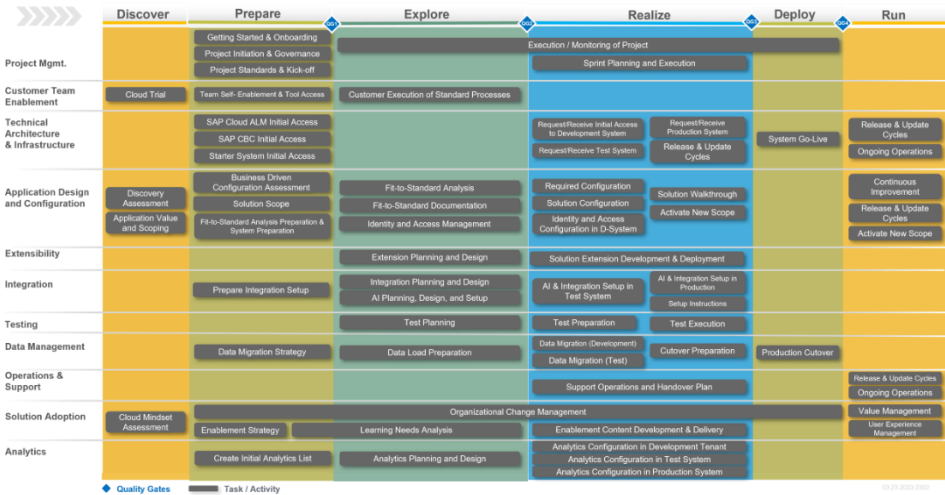 Discover Prepare Explore Realize Deploy Run
QG1 QG2 QG3 QG4
Project Mgmt.
Getting Started & Onboarding
Project Initiation & Governance
Project Standards & Kick-off
Execution / Monitoring of Project
Sprint Planning and Execution
Customer Team
Enablement
Cloud Trial
Team Self- Enablement & Tool Access
Customer Execution of Standard Processes
Technical
Architecture
& Infrastructure
SAP Cloud ALM Initial Access
SAP CBC Initial Access
Starter System Initial Access
Request/Receive Initial Access
to Development System
Request/Receive Test System
Request/Receive
Production System
Release & Update
Cycles
System Go-Live
Release & Update
Cycles
Ongoing Operations
Application Design
and Configuration
Discovery
Assessment
Application Value
and Scoping
Business Driven
Configuration Assessment
Solution Scope
Fit-to-Standard Analysis Preparation &
System Preparation
Fit-to-Standard Analysis
Fit-to-Standard Documentation
Identity and Access Management
Required Configuration
Solution Configuration
Identity and Access
Configuration in D-System
Solution Walkthrough
Activate New Scope
Continuous
Improvement
Release & Update
Cycles
Activate New Scope
Extensibility
Extension Planning and Design
Solution Extension Development & Deployment
Integration
Prepare Integration Setup
Integration Planning and Design
AI Planning, Design, and Setup
AI & Integration Setup in
Test System
AI & Integration Setup in
Production
Setup Instructions
Testing
Test Planning
Test Preparation
Test Execution
Data Management
Data Migration Strategy
Data Load Preparation
Data Migration (Development)
Data Migration (Test)
Cutover Preparation
Production Cutover
Operations &
Support
Support Operations and Handover Plan
Release & Update Cycles
Ongoing Operations
Solution Adoption
Cloud Mindset
Assessment
Organizational Change Management
Enablement Strategy
Learning Needs Analysis
Enablement Content Development & Delivery
Value Management
User Experience
Management
Analytics
Create Initial Analytics List
Analytics Planning and Design
Analytics Configuration in Development Tenant
Analytics Configuration in Test System
Analytics Configuration in Production System
Quality Gates
Task / Activity